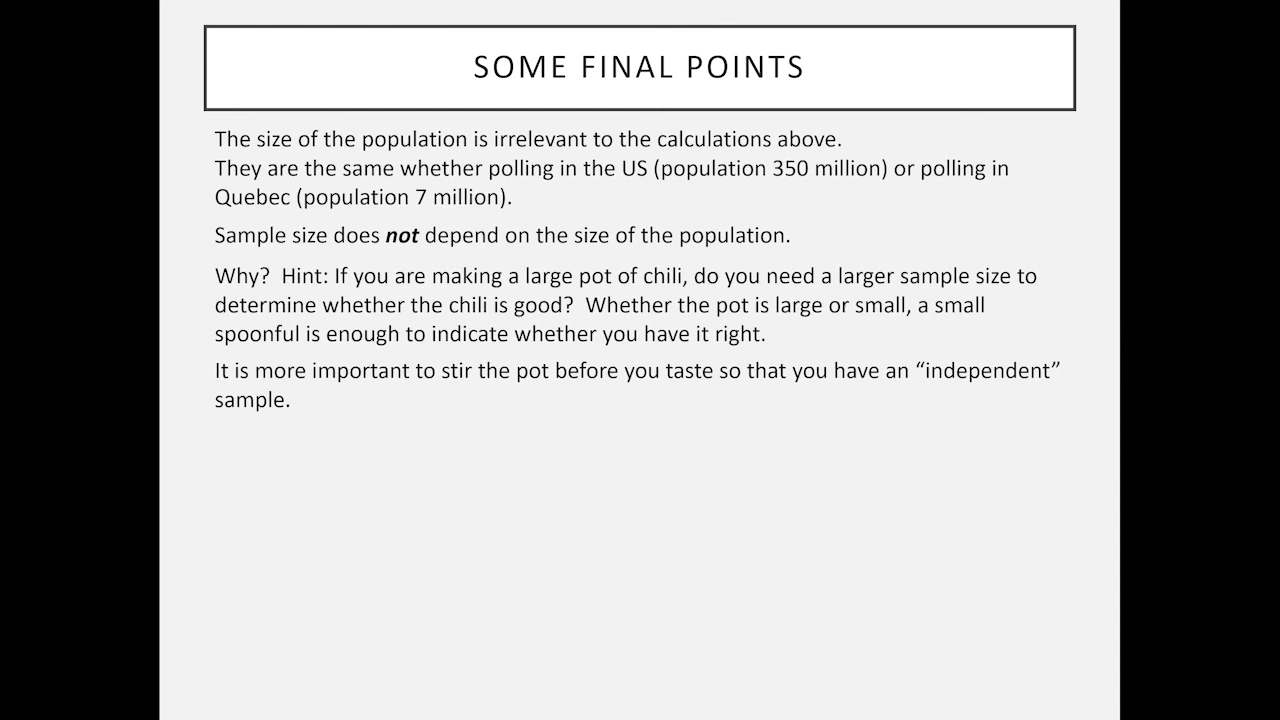 SOME FINAL POINTS
The size of the population is irrelevant to the calculations above.
They are the same whether polling in the US (population 350 million) or polling in
Quebec (population 7 million).
Sample size does not depend on the size of the population.
Why?  Hint: If you are making a large pot of chili, do you need a larger sample size to
determine whether the chili is good?  Whether the pot is large or small, a small
spoonful is enough to indicate whether you have it right.
It is more important to stir the pot before you taste so that you have an “independent”
sample.